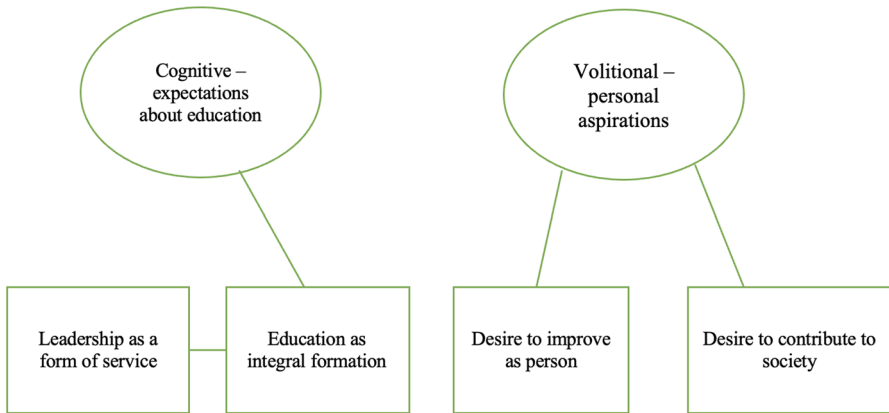 Cognitive –
expectations
about education
Volitional –
personal
aspirations
Leadership as a
form of service
Education as
integral formation
Desire to improve
as person
Desire to contribute to
society